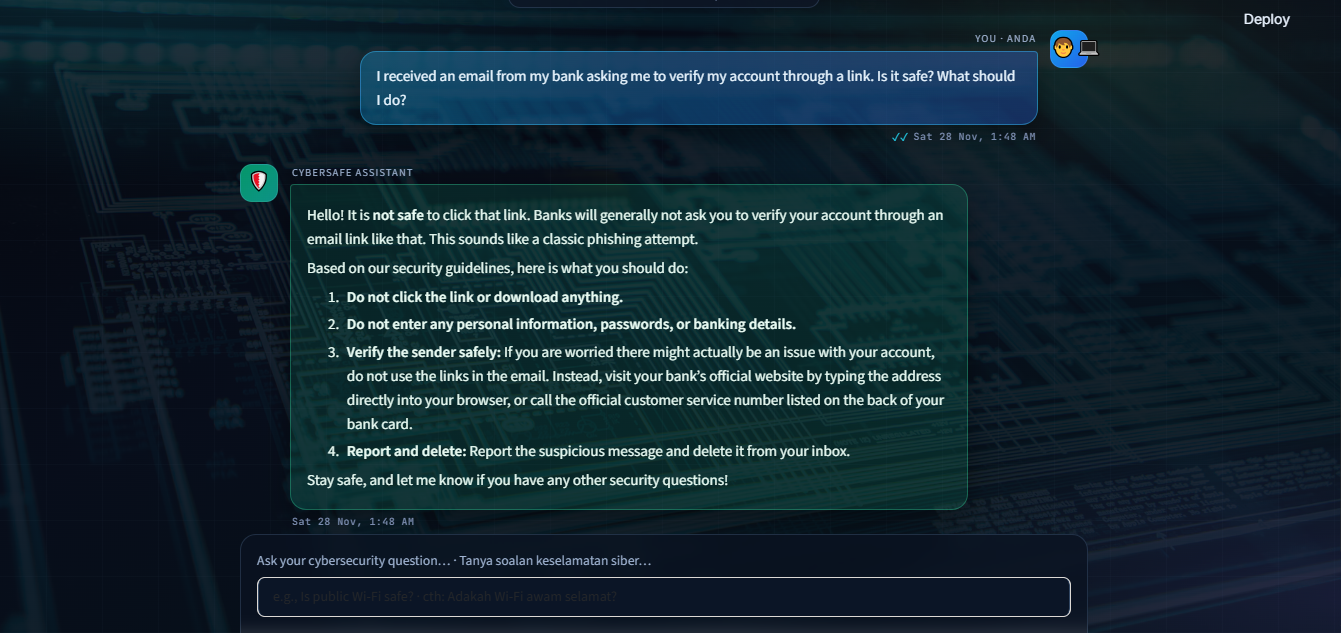 Deploy
YOU · ANDA
I received an email from my bank asking me to verify my account through a link. Is it safe? What should
I do?
✓✓ Sat 28 Nov, 1:48 AM
CYBERSAFE ASSISTANT
Hello! It is not safe to click that link. Banks will generally not ask you to verify your account through an
email link like that. This sounds like a classic phishing attempt.
Based on our security guidelines, here is what you should do:
1. Do not click the link or download anything.
2. Do not enter any personal information, passwords, or banking details.
3. Verify the sender safely: If you are worried there might actually be an issue with your account,
do not use the links in the email. Instead, visit your bank’s official website by typing the address
directly into your browser, or call the official customer service number listed on the back of your
bank card.
4. Report and delete: Report the suspicious message and delete it from your inbox.
Stay safe, and let me know if you have any other security questions!
Sat 28 Nov, 1:48 AM
Ask your cybersecurity question… · Tanya soalan keselamatan siber…
e.g., Is public Wi-Fi safe? · cth: Adakah Wi-Fi awam selamat?